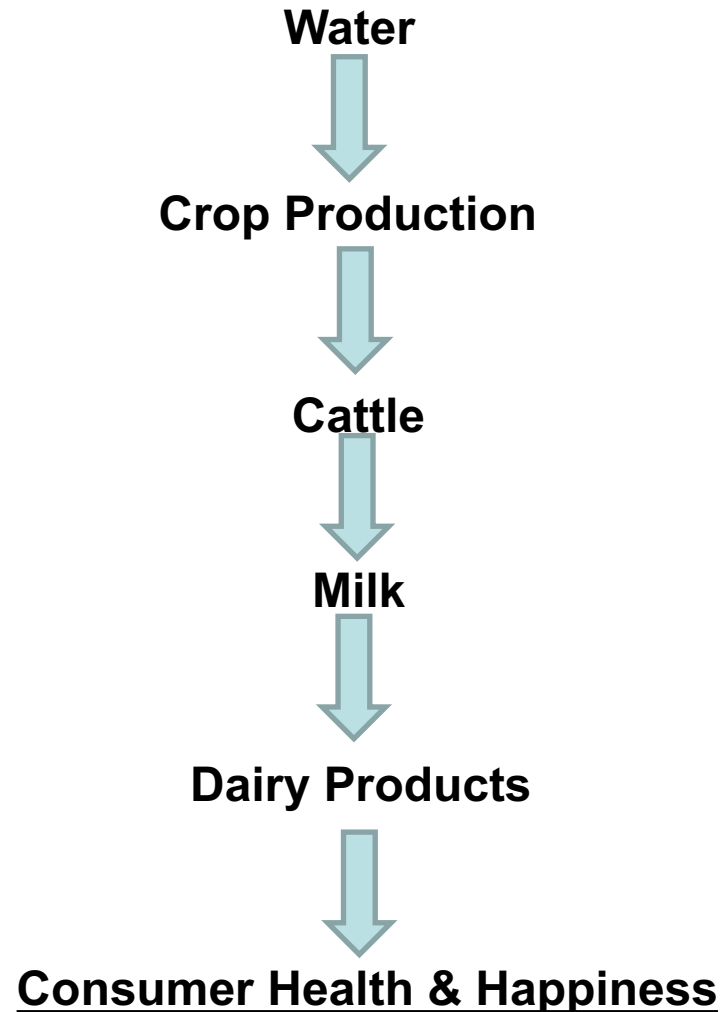 Water
Crop Production
Cattle
Milk
Dairy Products
Consumer Health & Happiness